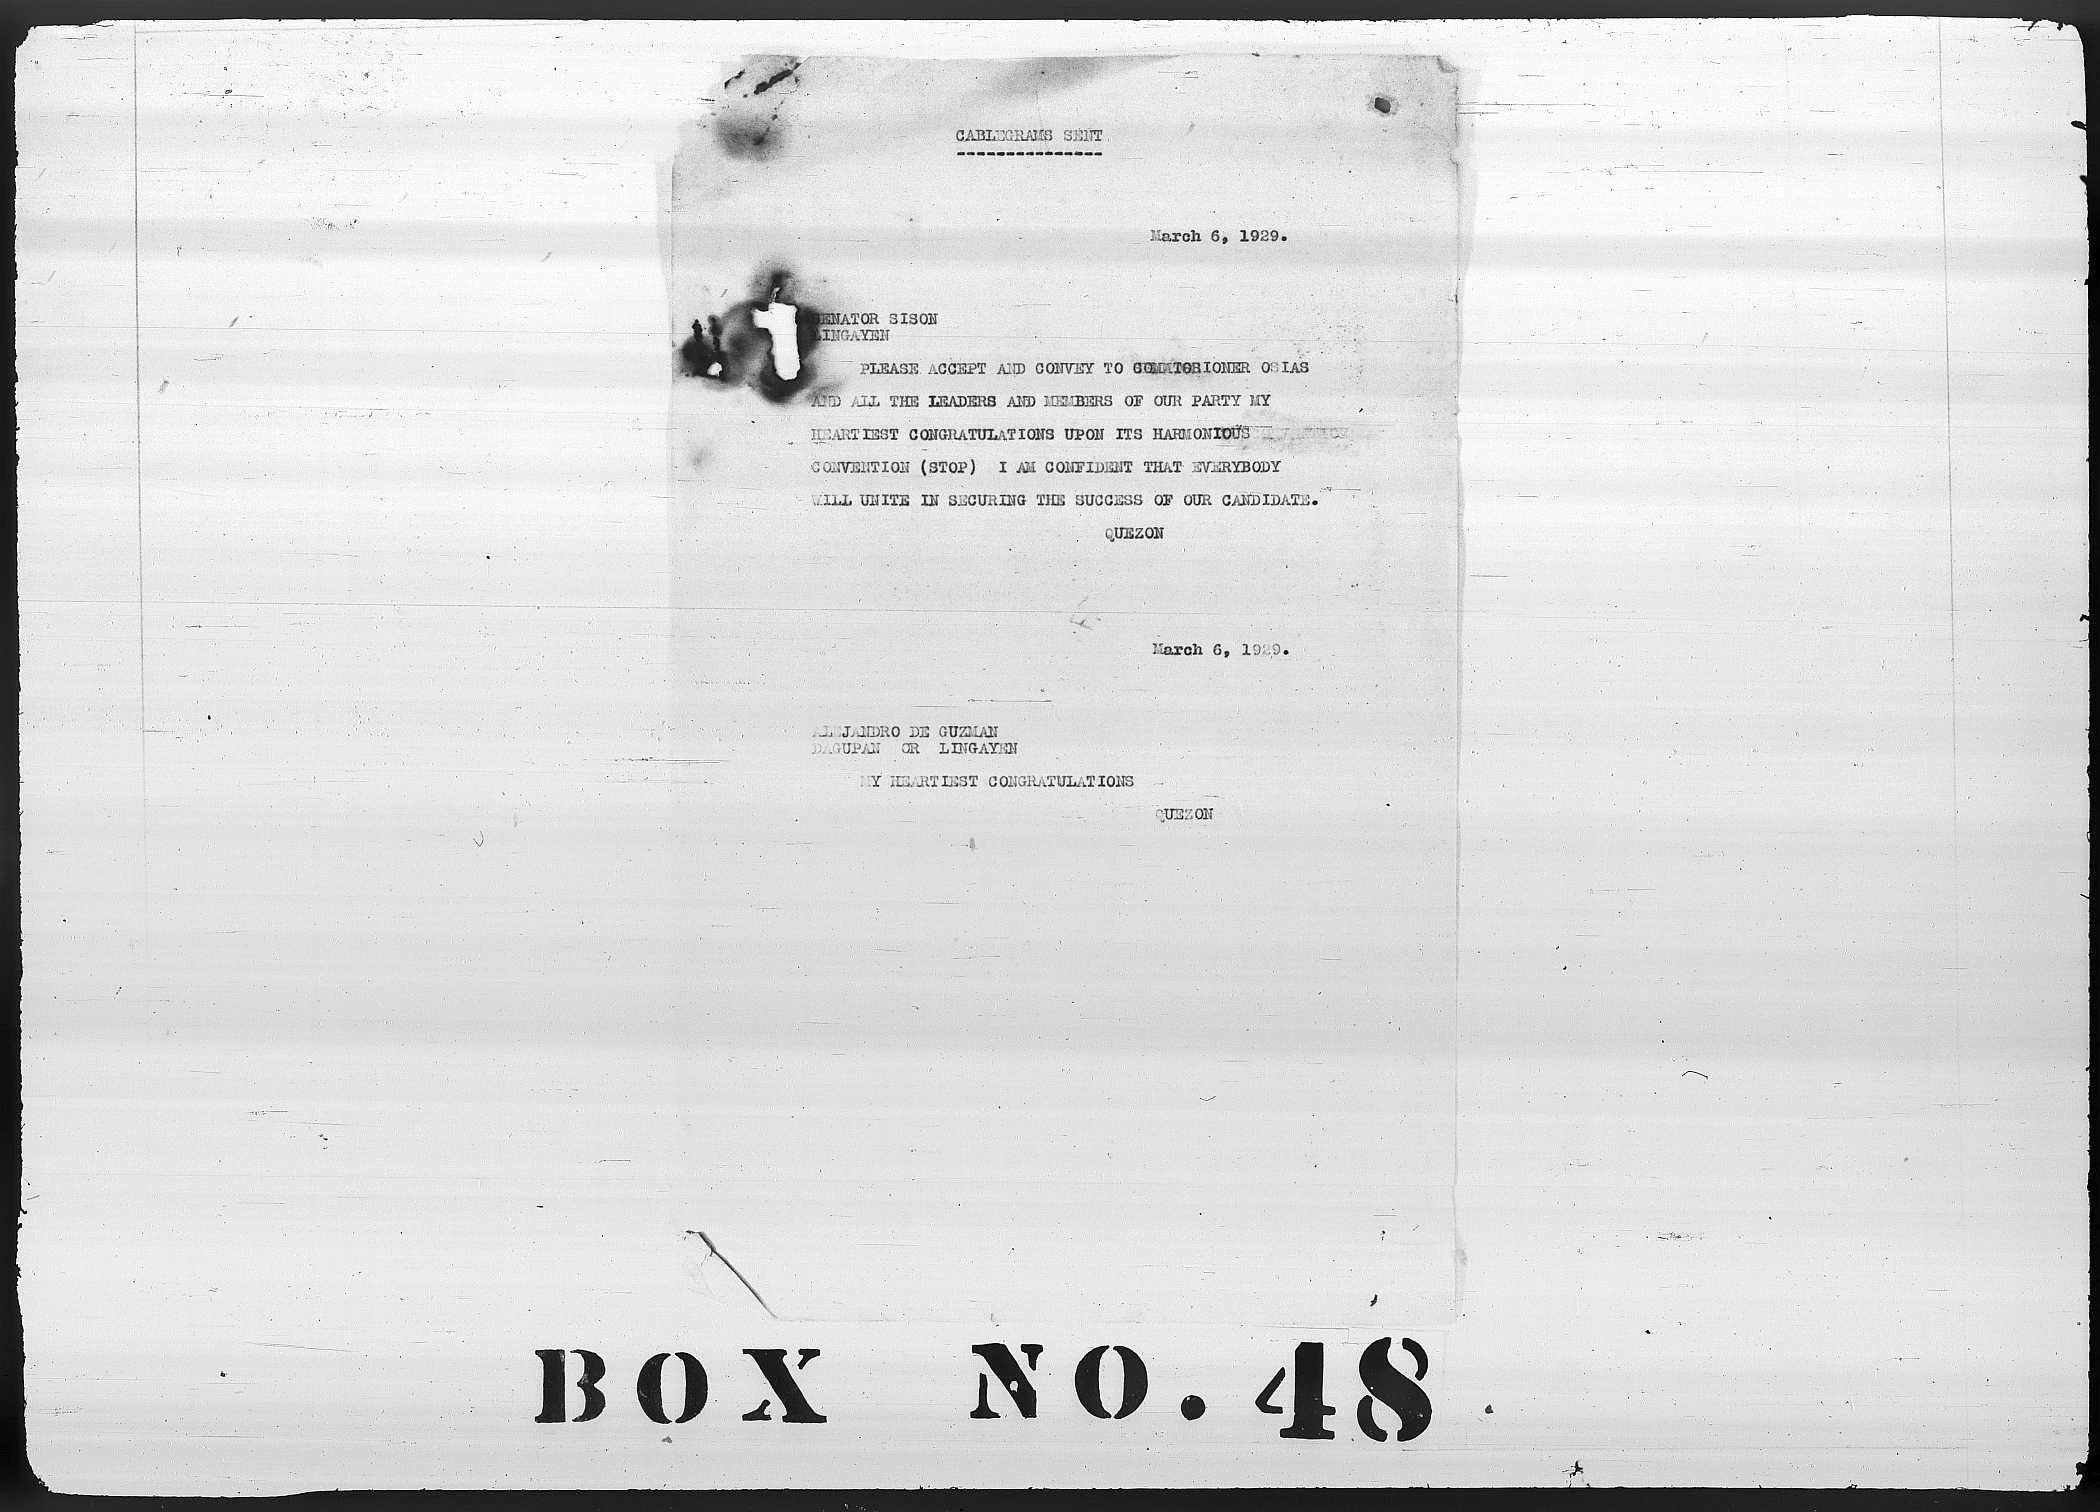 CABLEGRAMS SENT
March 6, 1929.
SENATOR SISON
LINGAYEN
PLEASE ACCEPT AND CONVEY TO OSIAS
AND ALL THE LEADERS AND MEMBERS OF OUR PARTY MY
HEARTIEST CONGRATULATIONS UPON ITS HARMONIOUS
CONVENTION (STOP) I AM CONFIDENT THAT EVERYBODY
WILL UNITE IN SECURING THE SUCCESS OF OUR CANDIDATE.
QUEZON
March 6, 1929.
ALEJANDRO DE GUZMAN
DAGUPAN OR LINGAYEN
MY HEARTIEST CONGRATULATIONS
QUEZON
BOX NO. 48